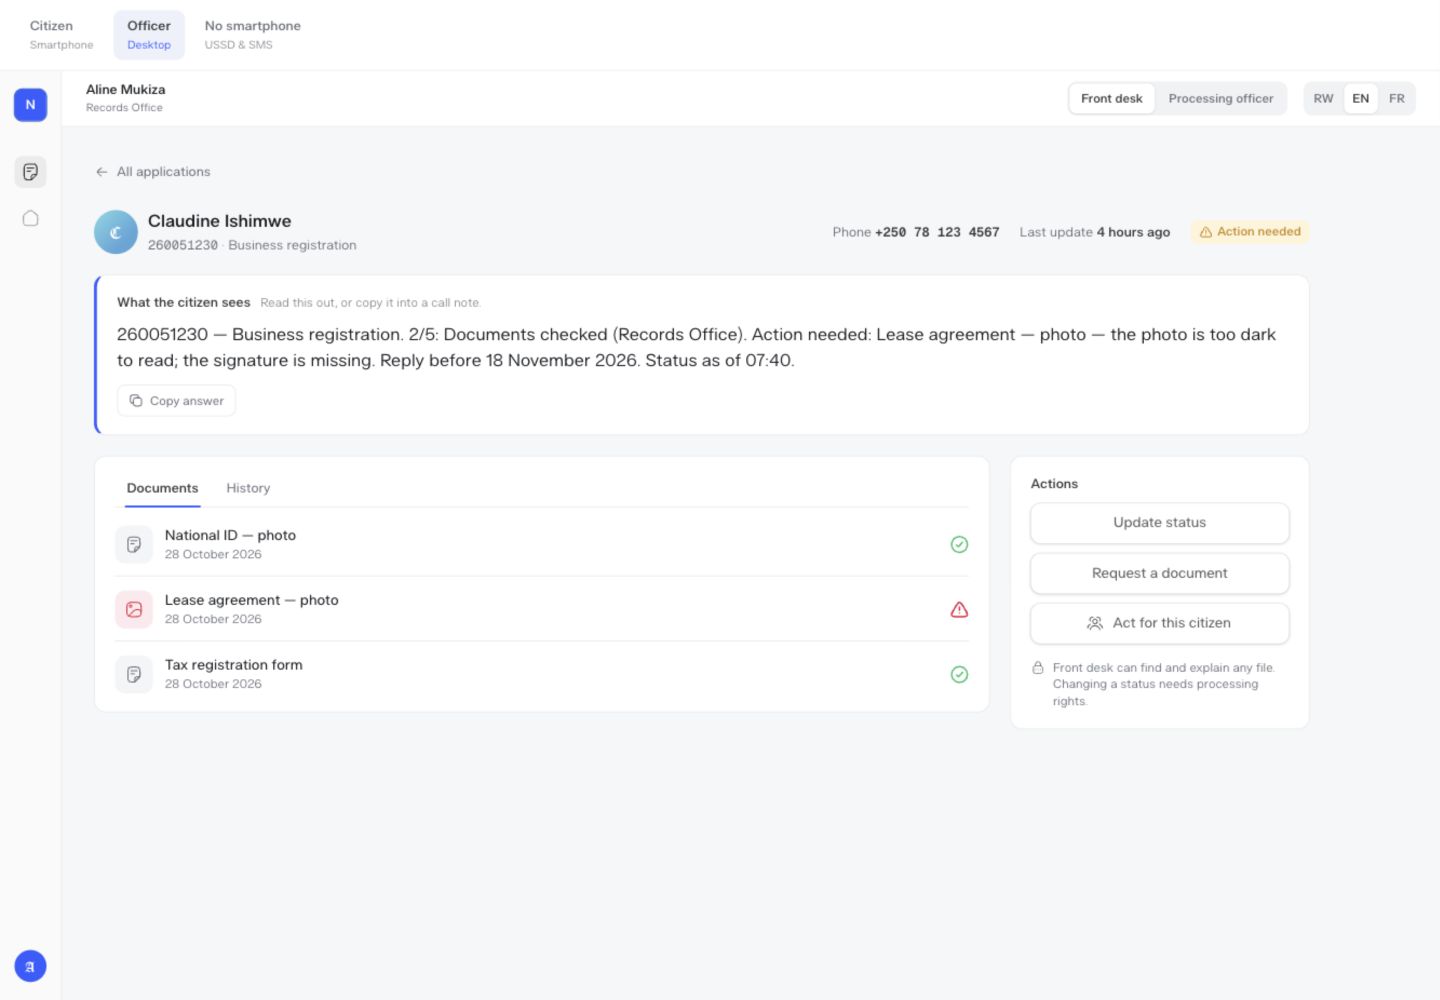 Citizen
Smartphone
Officer
Desktop
No smartphone
USSD & SMS
N
Aline Mukiza
Records Office
Front desk
Processing officer
RW
EN
FR
All applications
C
Claudine Ishimwe
260051230 · Business registration
Phone +250 78 123 4567
Last update 4 hours ago
Action needed
What the citizen sees Read this out, or copy it into a call note.
260051230 — Business registration. 2/5: Documents checked (Records Office). Action needed: Lease agreement — photo — the photo is too dark
to read; the signature is missing. Reply before 18 November 2026. Status as of 07:40.
Copy answer
Documents
History
National ID — photo
28 October 2026
Lease agreement — photo
28 October 2026
Tax registration form
28 October 2026
Actions
Update status
Request a document
Act for this citizen
Front desk can find and explain any file.
Changing a status needs processing
rights.
A